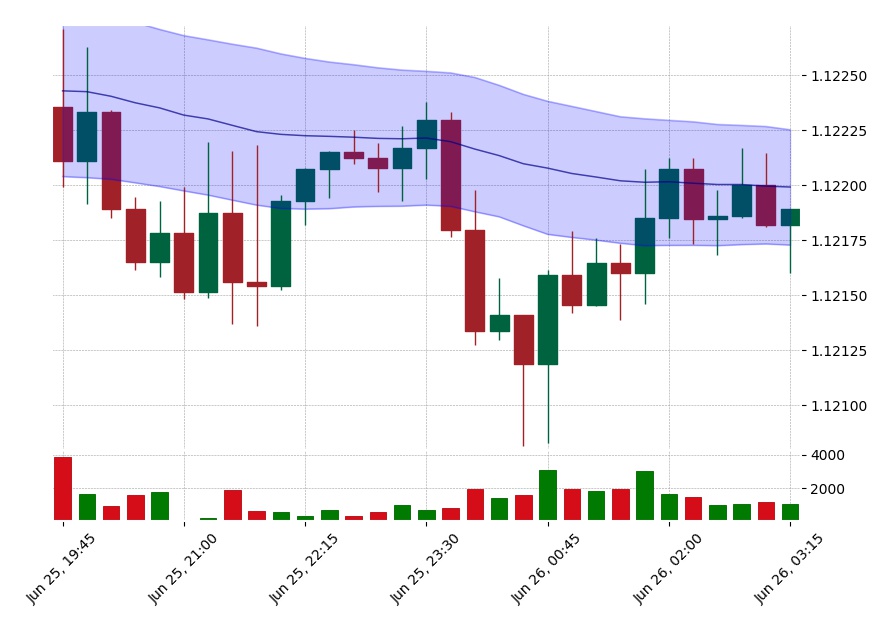 1.12250
1.12225
1.12200
1.12175
1.12150
1.12125
1.12100
4000
2000
Jun 25, 19:45
Jun 25, 21:00
Jun 25, 22:15
Jun 25, 23:30
Jun 26, 00:45
Jun 26, 02:00
Jun 26, 03:15